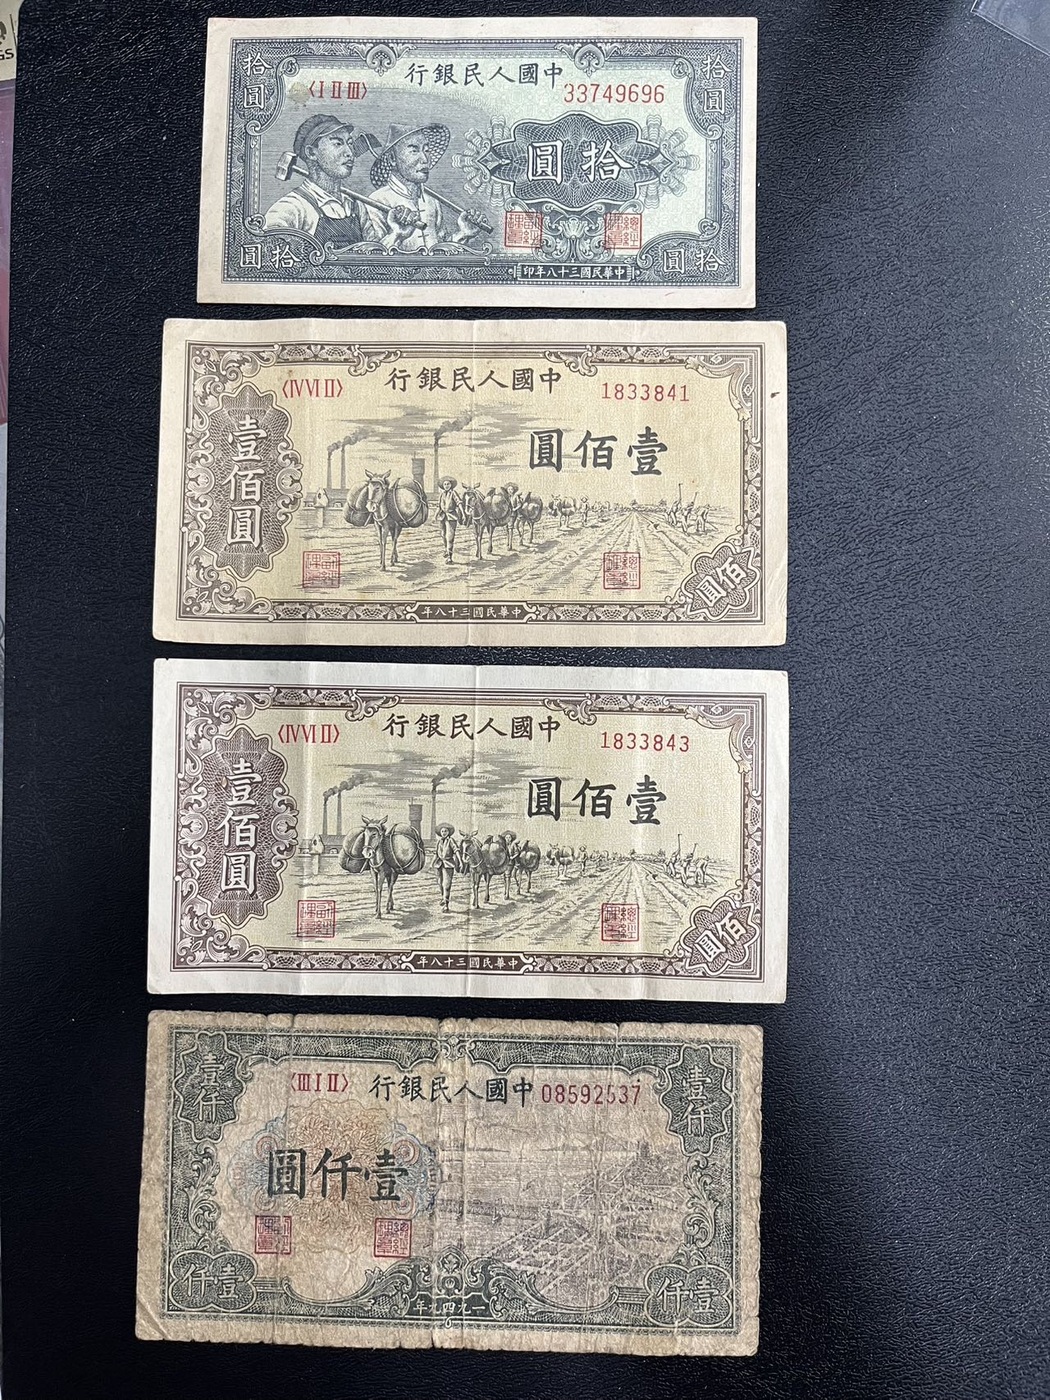 GS
行銀民人國中
拾圓
拾圓
〈I II III〉
33749696
圓拾
圓拾
印年八十三國民華中
圓拾
行銀民人國中
〈IV VI II〉
1833841
壹佰圓
圓佰壹
佰圓
年八十三國民華中
行銀民人國中
〈IV VI II〉
1833843
壹佰圓
圓佰壹
佰圓
年八十三國民華中
壹仟
〈III I II〉
行銀民人國中
08592537
壹仟
圓仟壹
仟壹
年九四九一
仟壹